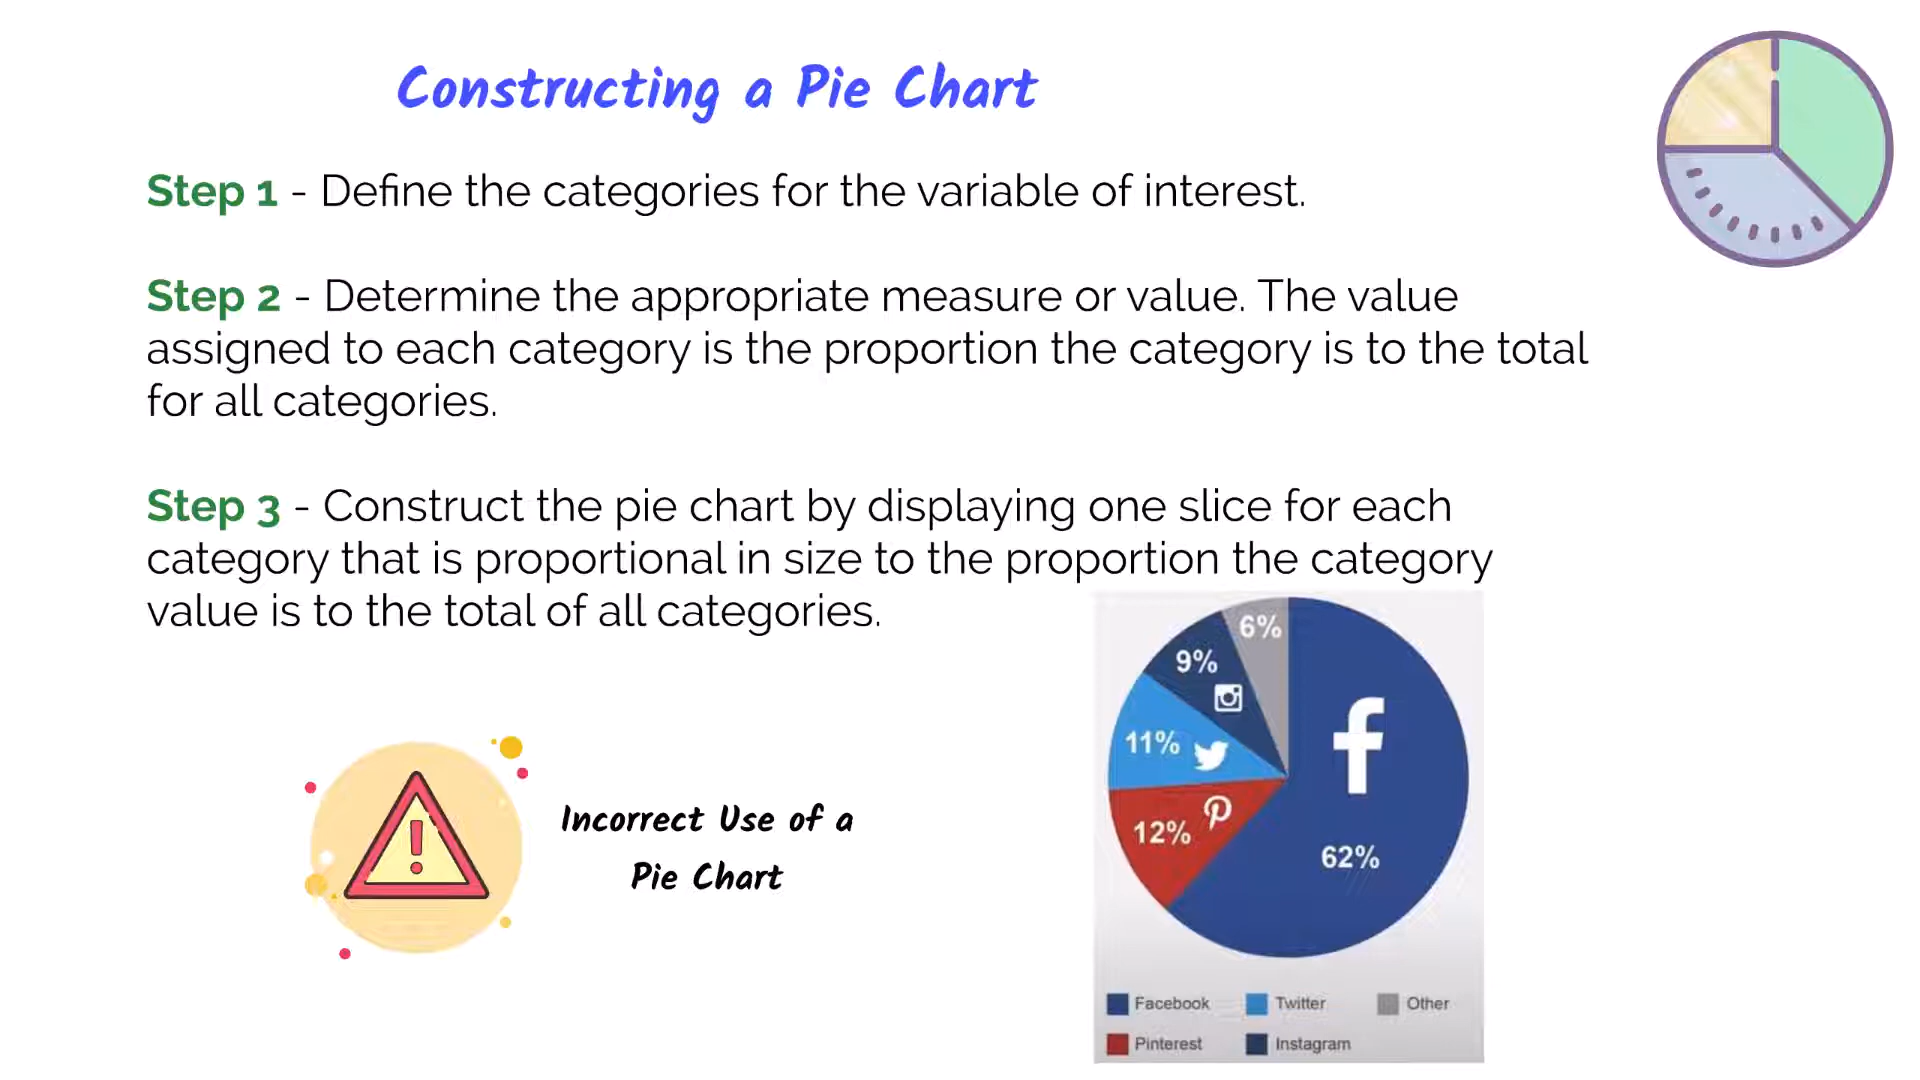 Constructing a Pie Chart
Step 1 - Define the categories for the variable of interest.
Step 2 - Determine the appropriate measure or value. The value
assigned to each category is the proportion the category is to the total
for all categories.
Step 3 - Construct the pie chart by displaying one slice for each
category that is proportional in size to the proportion the category
value is to the total of all categories.
Incorrect Use of a
Pie Chart
6%
9%
11%
12%
62%
Facebook Twitter Other
Pinterest Instagram